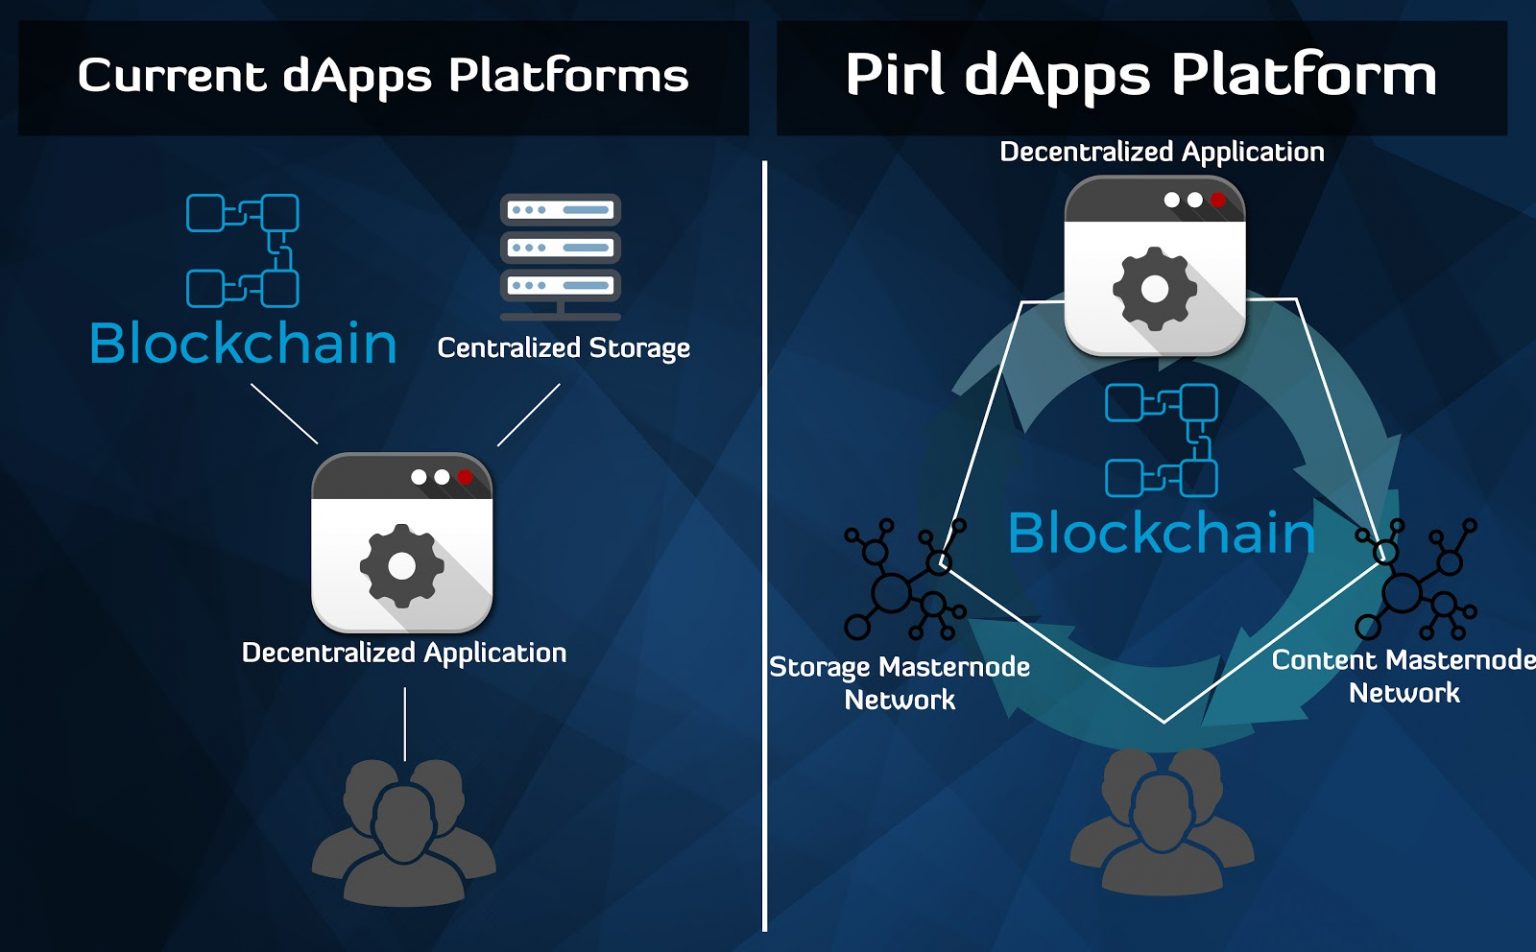 Current dApps Platforms
Blockchain
Centralized Storage
Decentralized Application
Pirl dApps Platform
Decentralized Application
Blockchain
Storage Masternode
Network
Content Masternode
Network